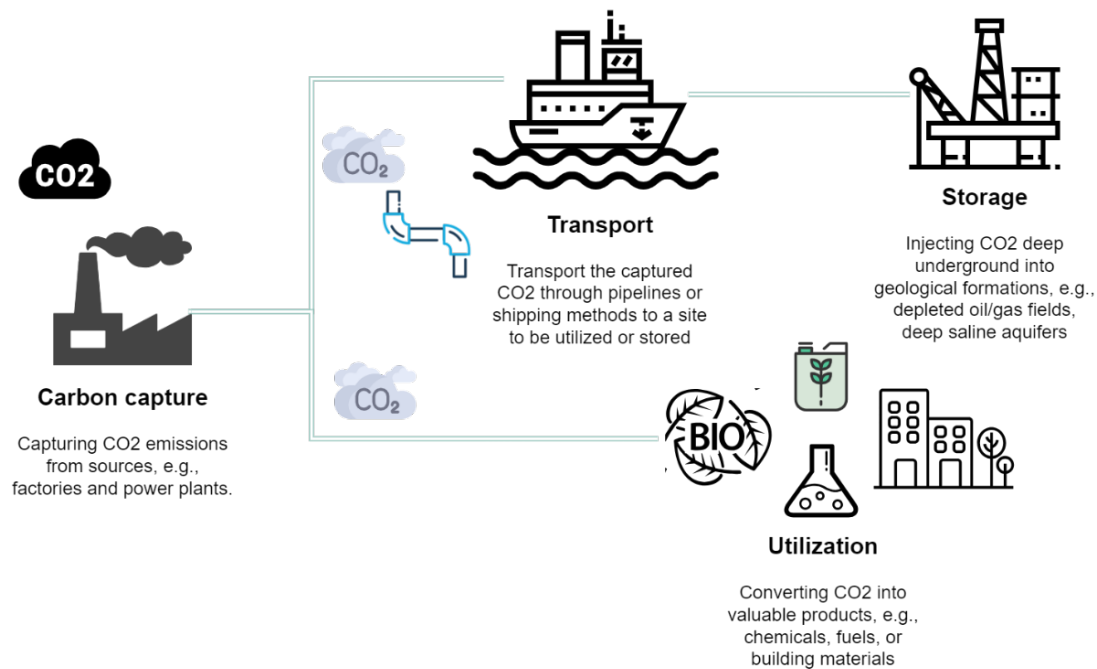 CO2
Carbon capture
Capturing CO2 emissions
from sources, e.g.,
factories and power plants.
CO₂
CO₂
Transport
Transport the captured
CO2 through pipelines or
shipping methods to a site
to be utilized or stored
Storage
Injecting CO2 deep
underground into
geological formations, e.g.,
depleted oil/gas fields,
deep saline aquifers
BIO
Utilization
Converting CO2 into
valuable products, e.g.,
chemicals, fuels, or
building materials